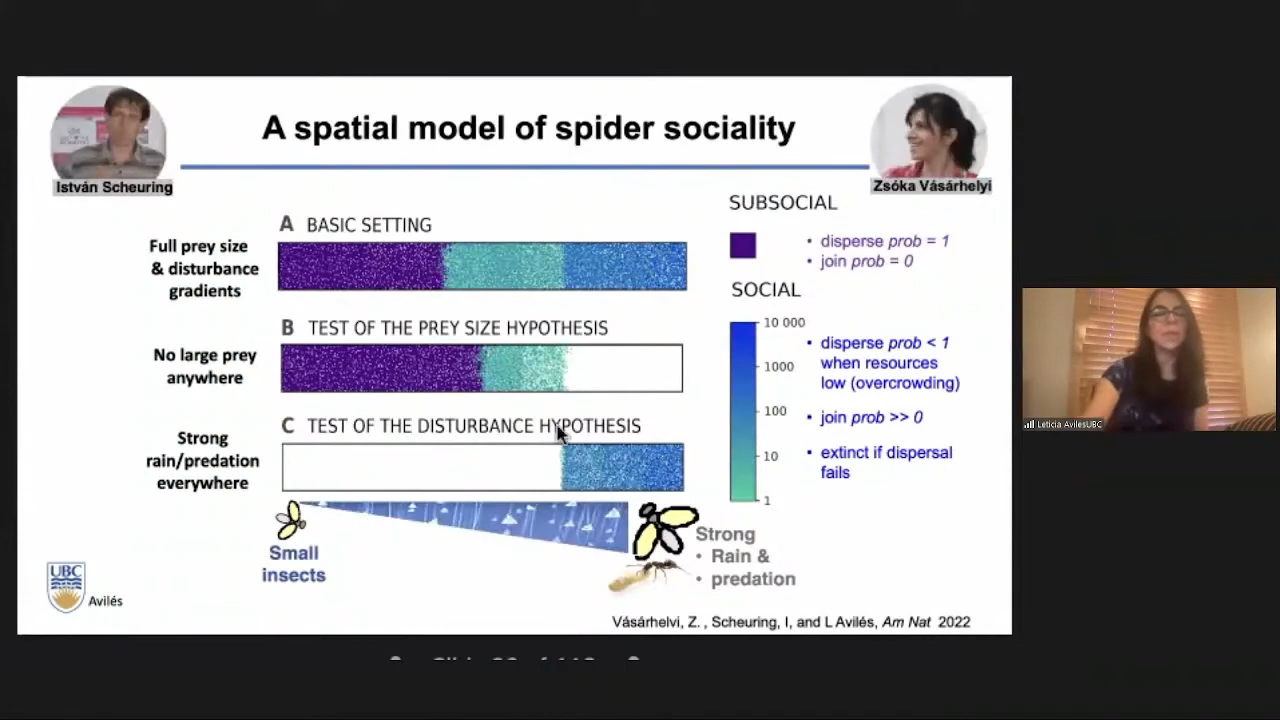 A spatial model of spider sociality
István Scheuring
Zsóka Vásárhelyi
Full prey size
& disturbance
gradients
A BASIC SETTING
No large prey
anywhere
B TEST OF THE PREY SIZE HYPOTHESIS
Strong
rain/predation
everywhere
C TEST OF THE DISTURBANCE HYPOTHESIS
Small
insects
Strong
• Rain &
• predation
SUBSOCIAL
• disperse prob = 1
• join prob = 0
SOCIAL
10 000
1000
100
10
1
• disperse prob < 1
when resources
low (overcrowding)
• join prob >> 0
• extinct if dispersal
fails
UBC
Avilés
Vásárhelvi, Z. , Scheuring, I, and L Avilés, Am Nat 2022
Leticia AvilesUBC